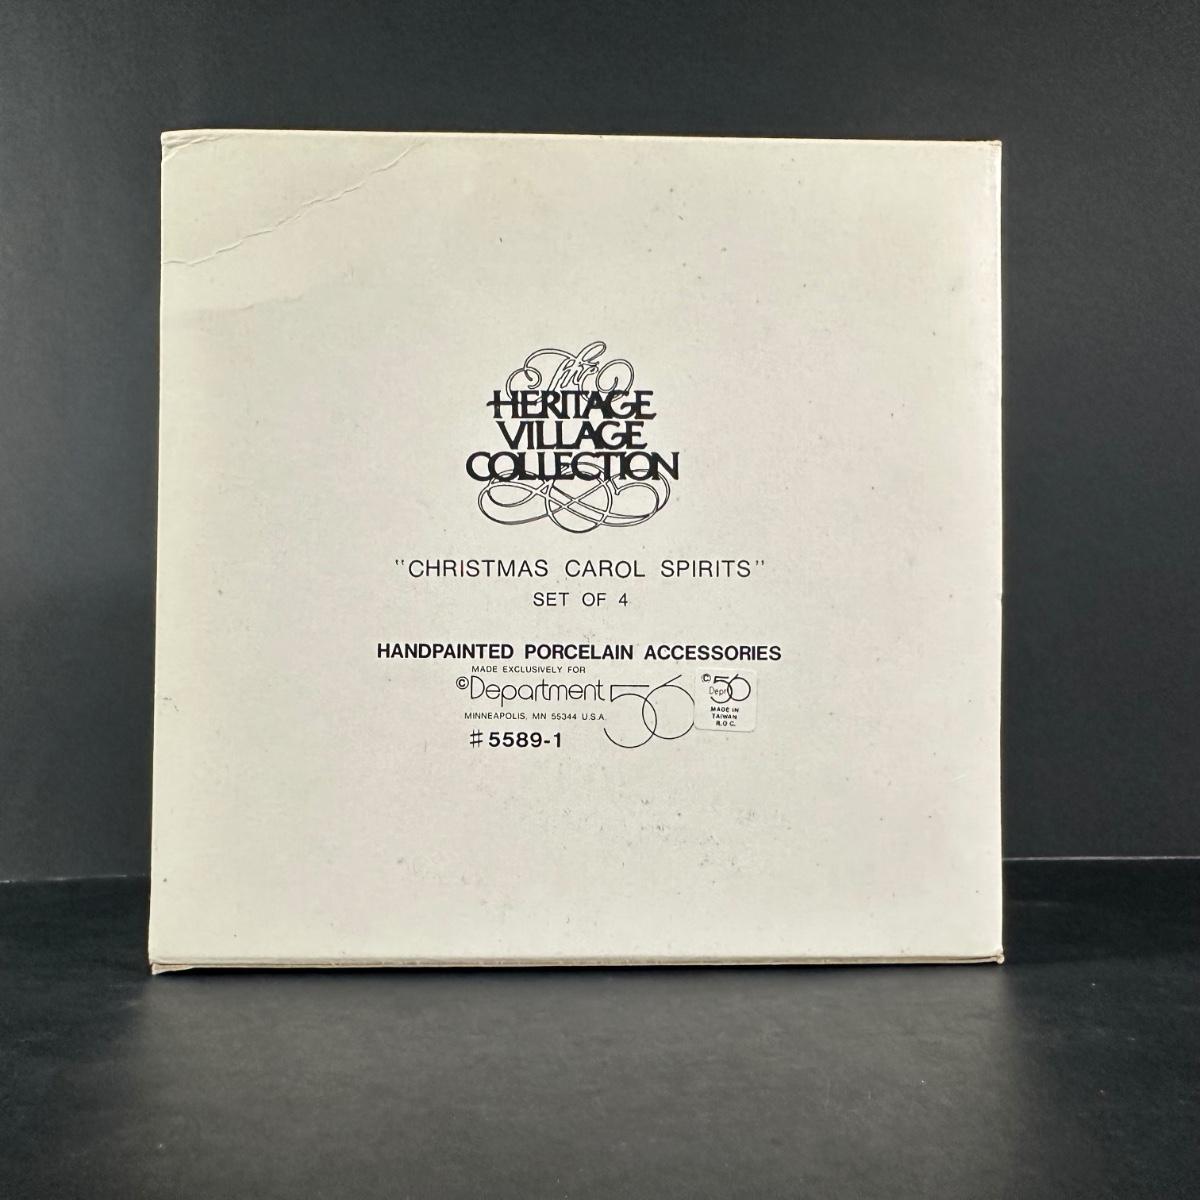 The
HERITAGE
VILLAGE
COLLECTION
"CHRISTMAS CAROL SPIRITS"
SET OF 4
HANDPAINTED PORCELAIN ACCESSORIES
MADE EXCLUSIVELY FOR
©Department 56
MINNEAPOLIS, MN 55344 U.S.A.
#5589-1
© 56
Dept
MADE IN
TAIWAN
R.O.C.